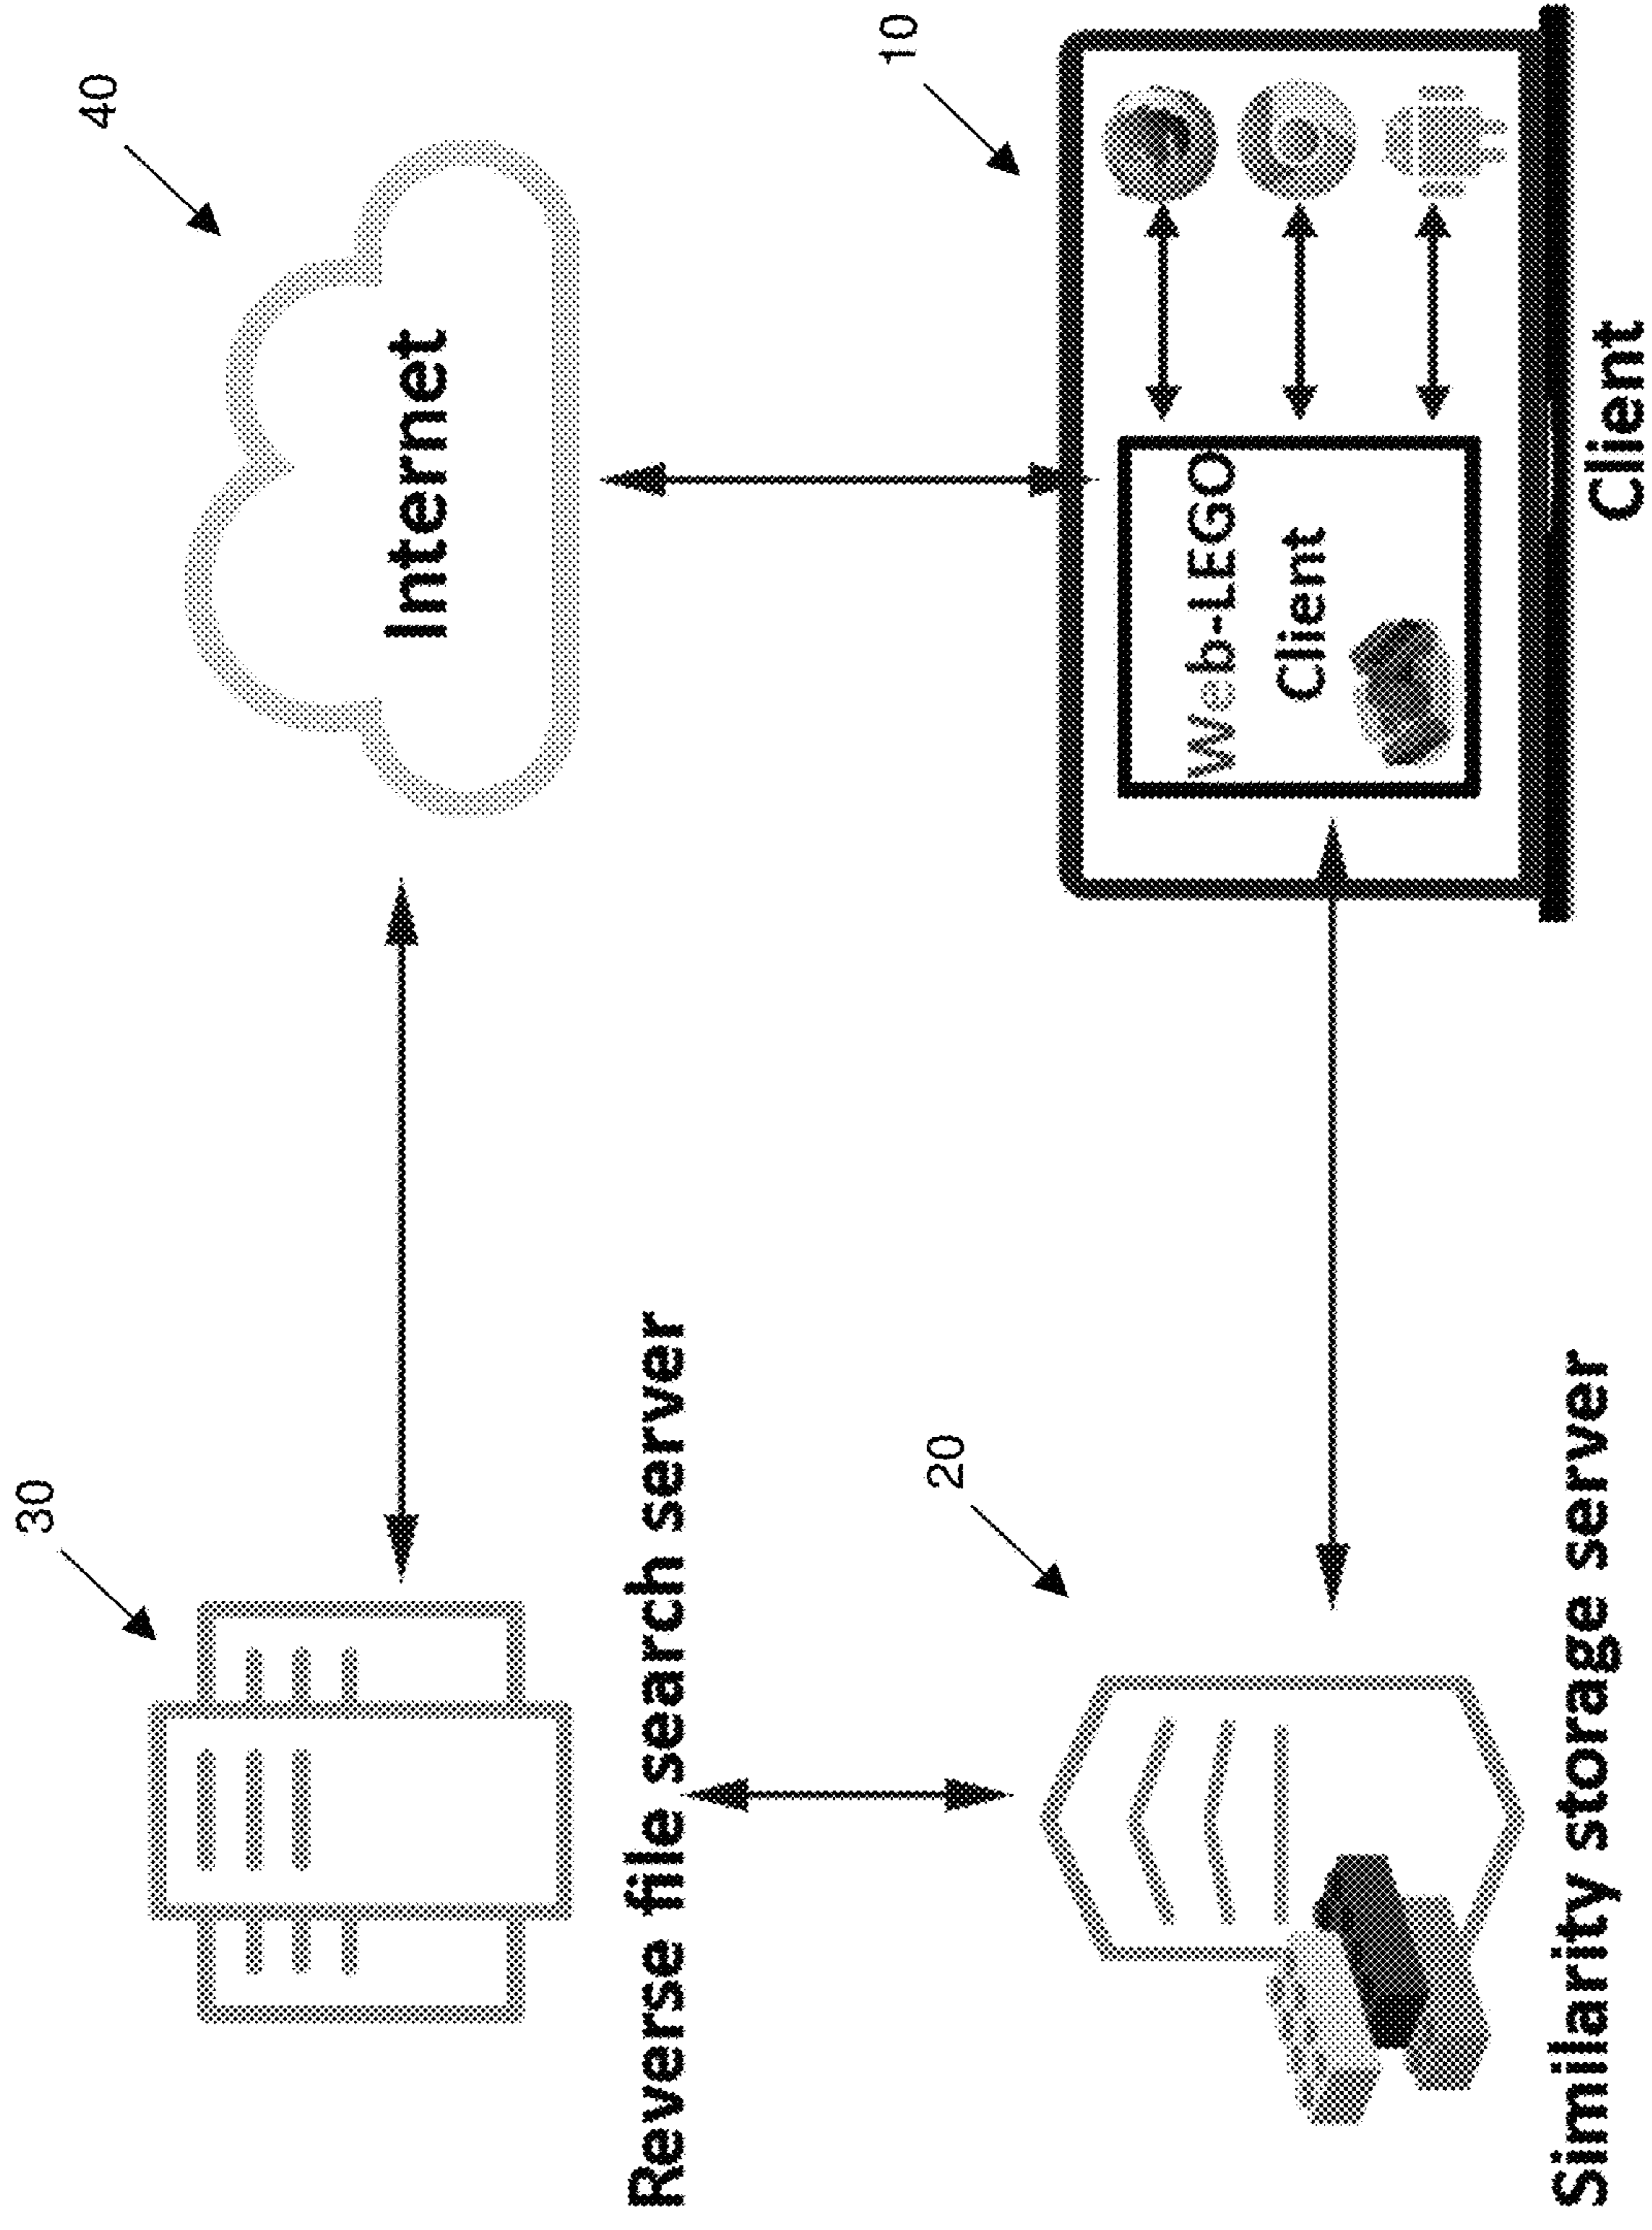 30
40
Internet
Reverse file search server
20
10
Web-LEGO
Client
Similarity storage server
Client